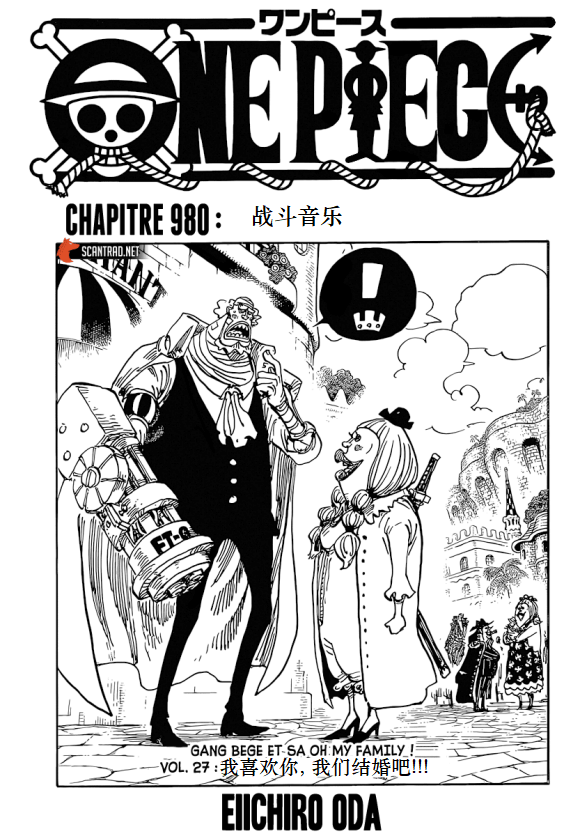 ワンピース
ONE PIECE
CHAPITRE 980 : 战斗音乐
SCANTRAD.NET
!
GANG BEGE ET SA OH MY FAMILY !
VOL. 27 : 我喜欢你, 我们结婚吧!!!
EIICHIRO ODA